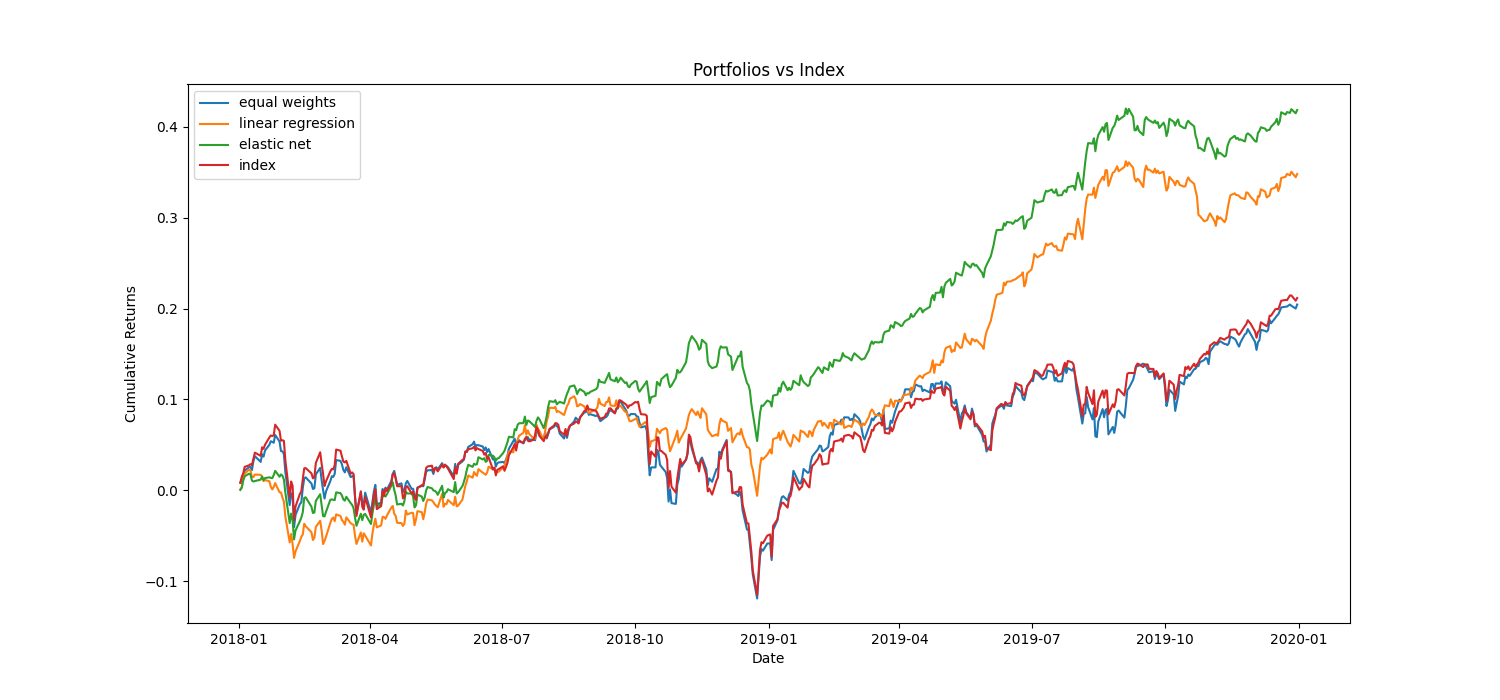 Portfolios vs Index
equal weights
linear regression
elastic net
index
Cumulative Returns
0.4
0.3
0.2
0.1
0.0
−0.1
2018-01 2018-04 2018-07 2018-10 2019-01 2019-04 2019-07 2019-10 2020-01
Date